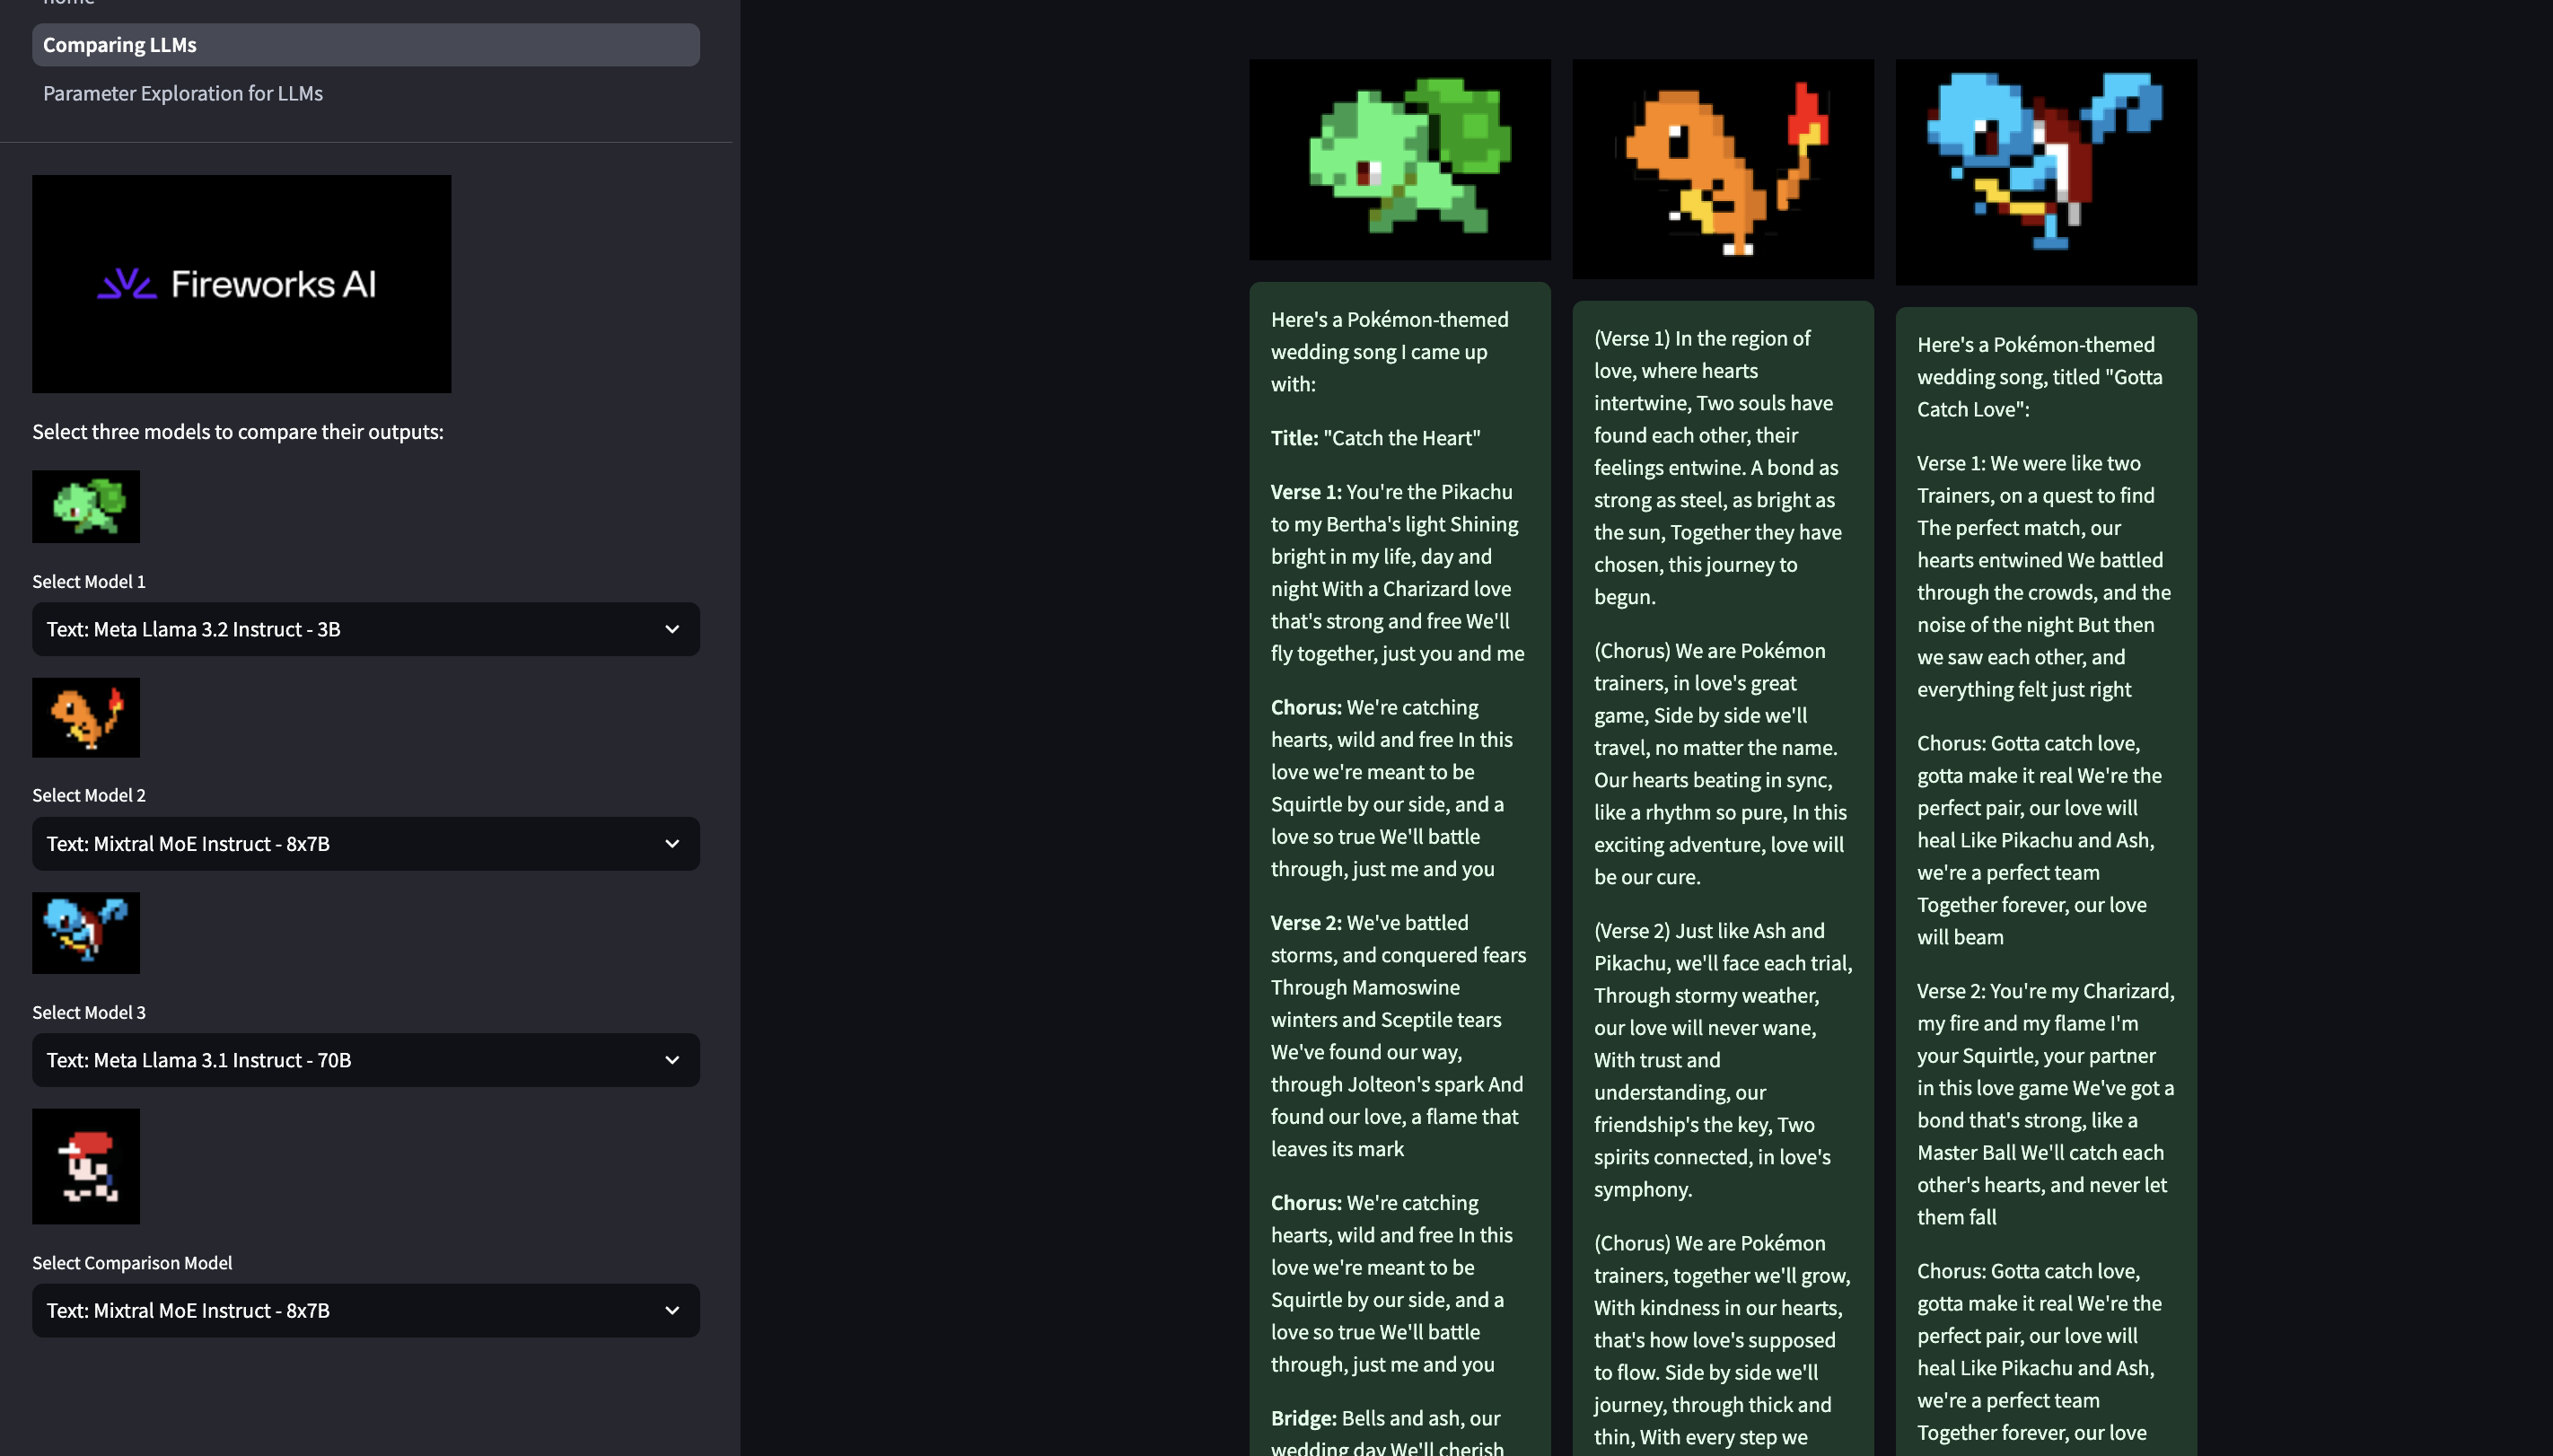 home
Comparing LLMs
Parameter Exploration for LLMs
Fireworks AI
Select three models to compare their outputs:
Select Model 1
Text: Meta Llama 3.2 Instruct - 3B
Select Model 2
Text: Mixtral MoE Instruct - 8x7B
Select Model 3
Text: Meta Llama 3.1 Instruct - 70B
Select Comparison Model
Text: Mixtral MoE Instruct - 8x7B
Here's a Pokémon-themed
wedding song I came up
with:
Title: "Catch the Heart"
Verse 1: You're the Pikachu
to my Bertha's light Shining
bright in my life, day and
night With a Charizard love
that's strong and free We'll
fly together, just you and me
Chorus: We're catching
hearts, wild and free In this
love we're meant to be
Squirtle by our side, and a
love so true We'll battle
through, just me and you
Verse 2: We've battled
storms, and conquered fears
Through Mamoswine
winters and Sceptile tears
We've found our way,
through Jolteon's spark And
found our love, a flame that
leaves its mark
Chorus: We're catching
hearts, wild and free In this
love we're meant to be
Squirtle by our side, and a
love so true We'll battle
through, just me and you
Bridge: Bells and ash, our
wedding day We'll cherish
(Verse 1) In the region of
love, where hearts
intertwine, Two souls have
found each other, their
feelings entwine. A bond as
strong as steel, as bright as
the sun, Together they have
chosen, this journey to
begun.
(Chorus) We are Pokémon
trainers, in love's great
game, Side by side we'll
travel, no matter the name.
Our hearts beating in sync,
like a rhythm so pure, In this
exciting adventure, love will
be our cure.
(Verse 2) Just like Ash and
Pikachu, we'll face each trial,
Through stormy weather,
our love will never wane,
With trust and
understanding, our
friendship's the key, Two
spirits connected, in love's
symphony.
(Chorus) We are Pokémon
trainers, together we'll grow,
With kindness in our hearts,
that's how love's supposed
to flow. Side by side we'll
journey, through thick and
thin, With every step we
Here's a Pokémon-themed
wedding song, titled "Gotta
Catch Love":
Verse 1: We were like two
Trainers, on a quest to find
The perfect match, our
hearts entwined We battled
through the crowds, and the
noise of the night But then
we saw each other, and
everything felt just right
Chorus: Gotta catch love,
gotta make it real We're the
perfect pair, our love will
heal Like Pikachu and Ash,
we're a perfect team
Together forever, our love
will beam
Verse 2: You're my Charizard,
my fire and my flame I'm
your Squirtle, your partner
in this love game We've got a
bond that's strong, like a
Master Ball We'll catch each
other's hearts, and never let
them fall
Chorus: Gotta catch love,
gotta make it real We're the
perfect pair, our love will
heal Like Pikachu and Ash,
we're a perfect team
Together forever, our love